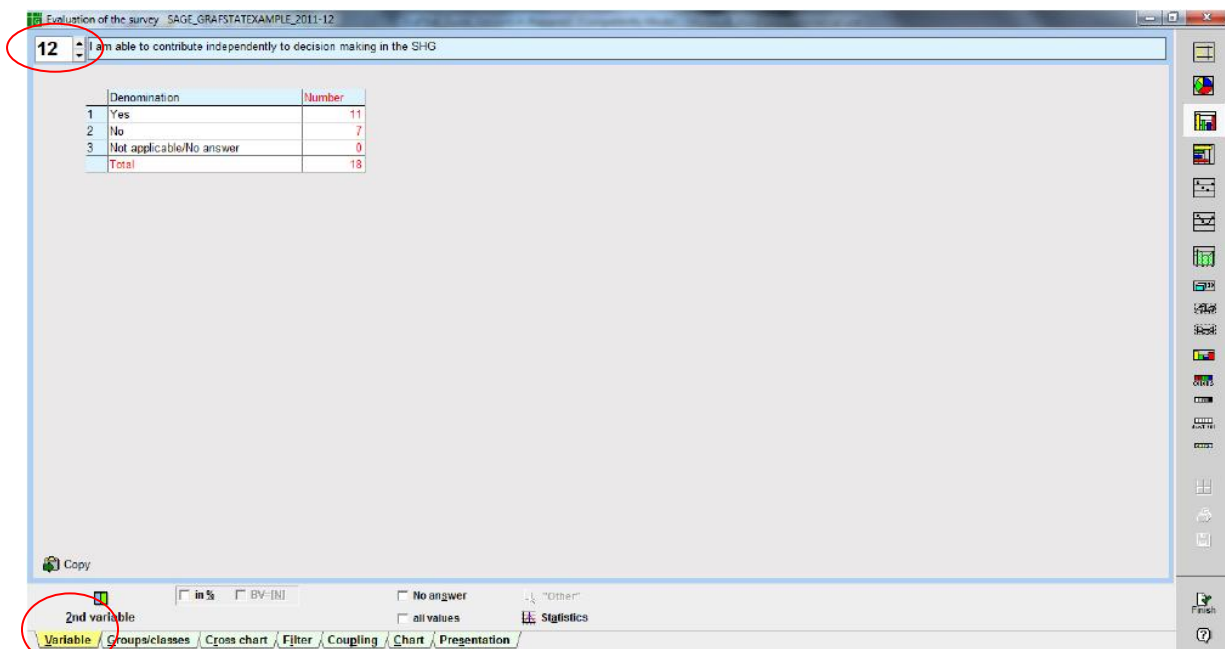 Evaluation of the survey SAGE_GRAFSTATEXAMPLE_2011-12
12 I am able to contribute independently to decision making in the SHG
Denomination Number
1 Yes 11
2 No 7
3 Not applicable/No answer 0
Total 18
Copy
in % BV=[N] No answer "Other"
2nd variable all values Statistics
Finish
Variable Groups/classes Cross chart Filter Coupling Chart Presentation